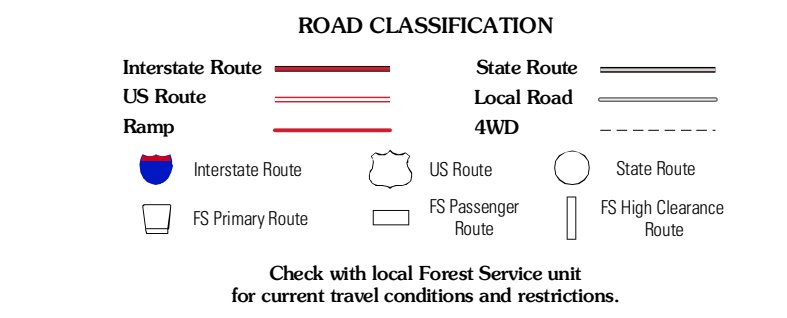 ROAD CLASSIFICATION
Interstate Route
State Route
US Route
Local Road
Ramp
4WD
Interstate Route
US Route
State Route
FS Primary Route
FS Passenger
Route
FS High Clearance
Route
Check with local Forest Service unit
for current travel conditions and restrictions.